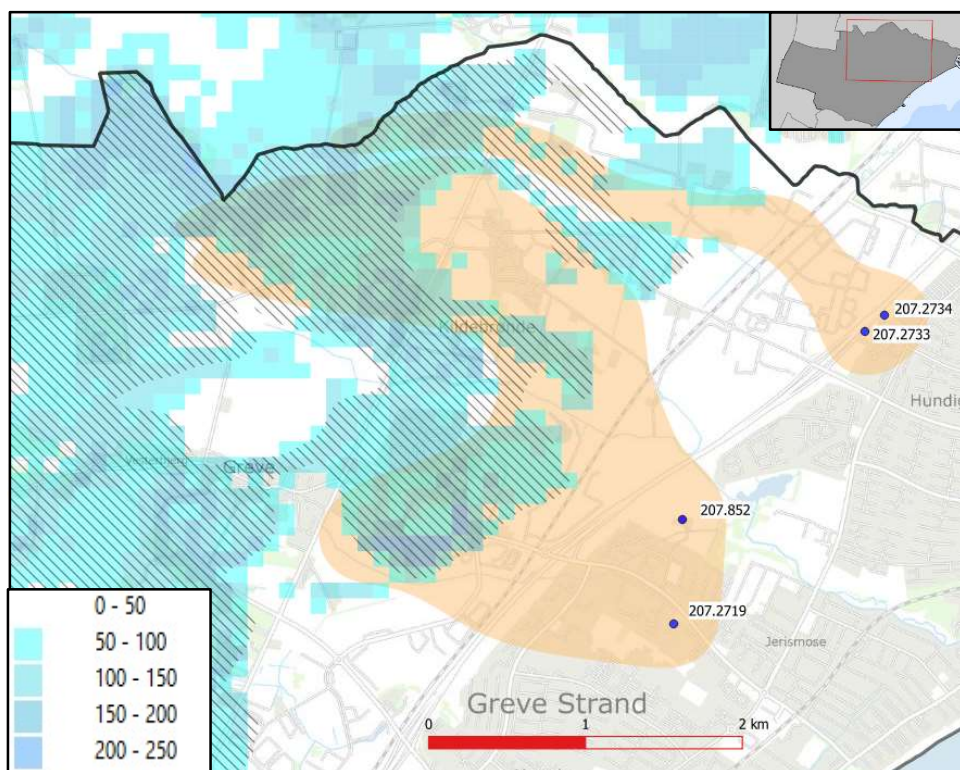 207.2734
207.2733
Kildebrønde
Hundig
Greve
207.852
207.2719
Jersmose
0 - 50
50 - 100
100 - 150
150 - 200
200 - 250
Greve Strand
0 1 2 km